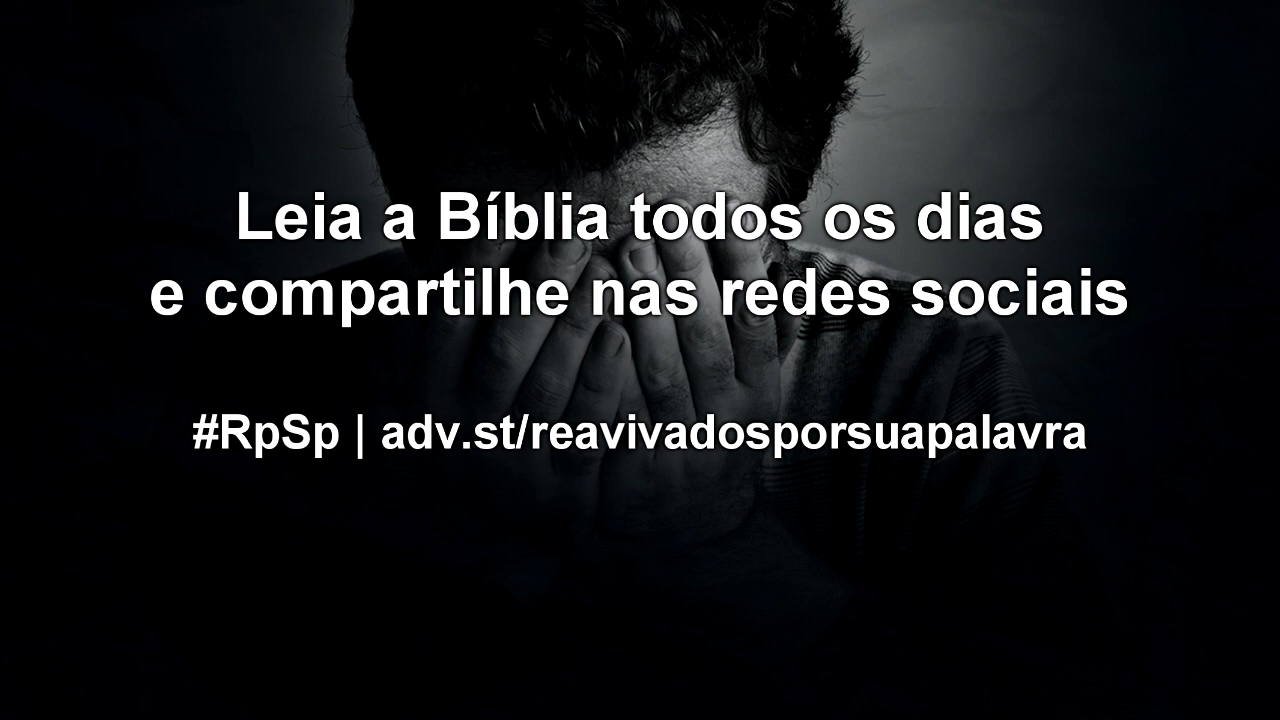 Leia a Bíblia todos os dias
e compartilhe nas redes sociais
#RpSp | adv.st/reavivadosporsuapalavra